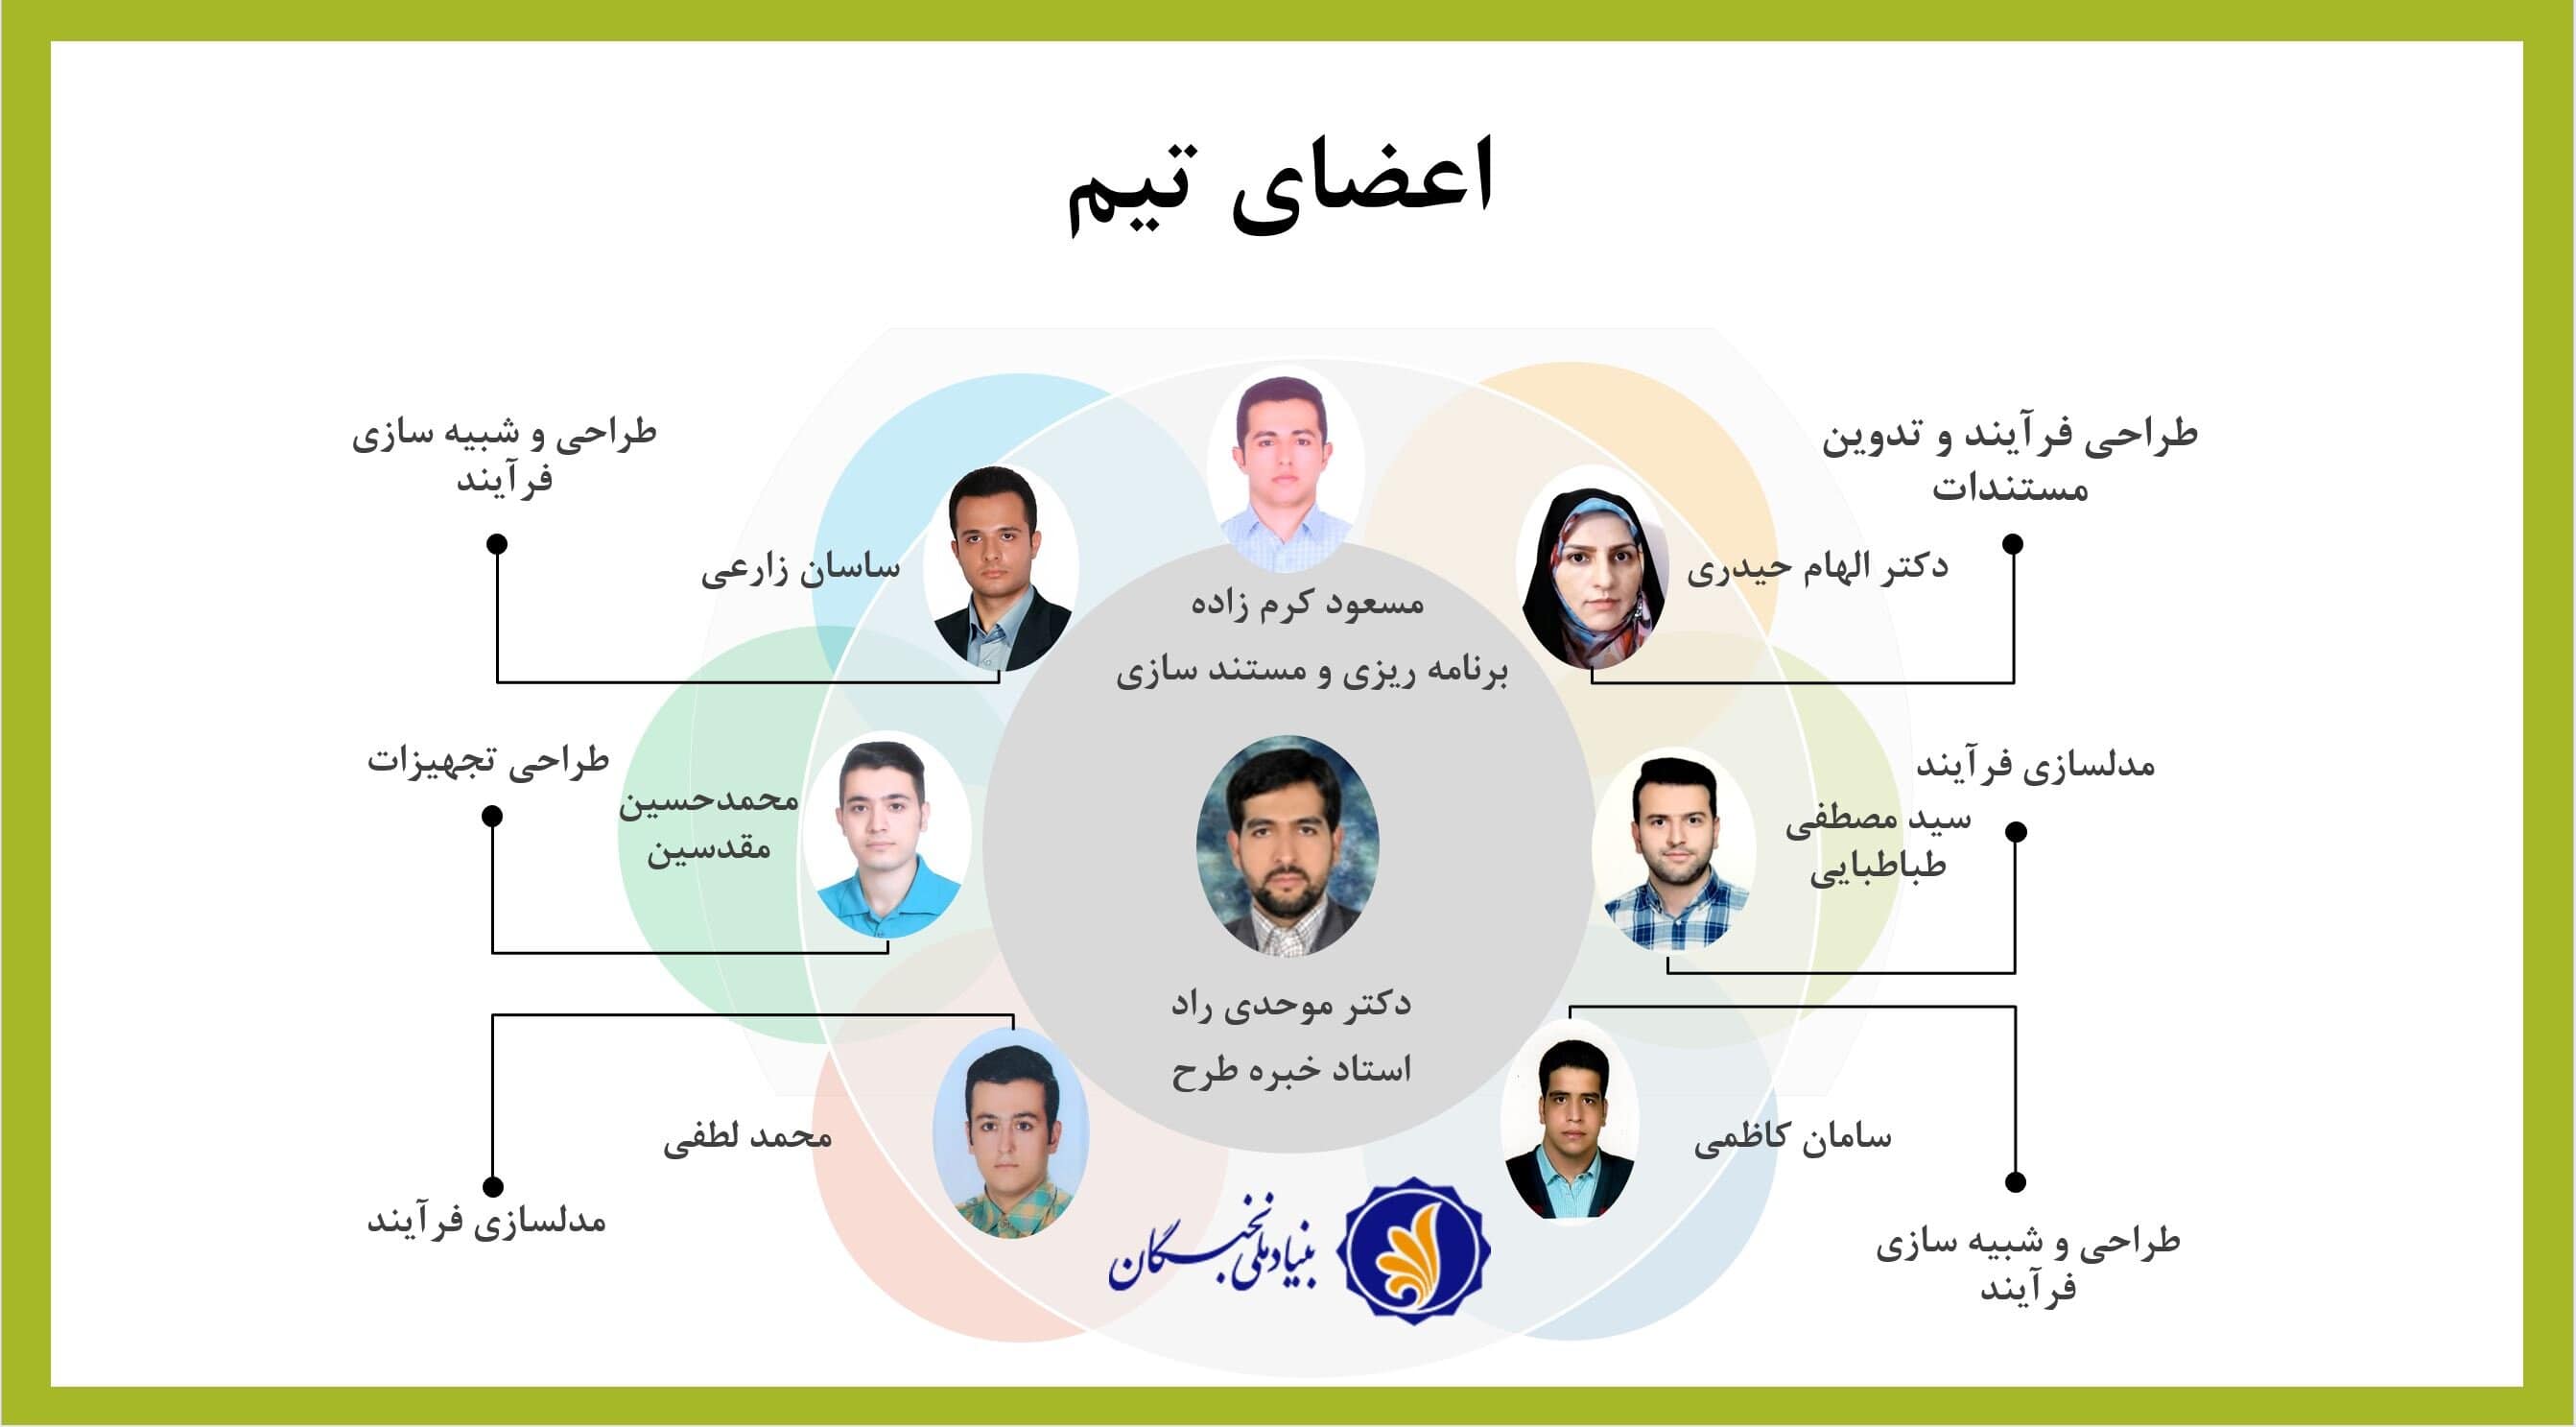 اعضای تیم
طراحی فرآیند و تدوین
مستندات
دکتر الهام حیدری
مسعود کرم زاده
برنامه ریزی و مستند سازی
طراحی و شبیه سازی
فرآیند
ساسان زارعی
مدلسازی فرآیند
سید مصطفی
طباطبایی
دکتر موحدی راد
استاد خبره طرح
طراحی تجهیزات
محمدحسین
مقدسین
سامان کاظمی
طراحی و شبیه سازی
فرآیند
محمد لطفی
مدلسازی فرآیند
بنیاد ملی نخبگان